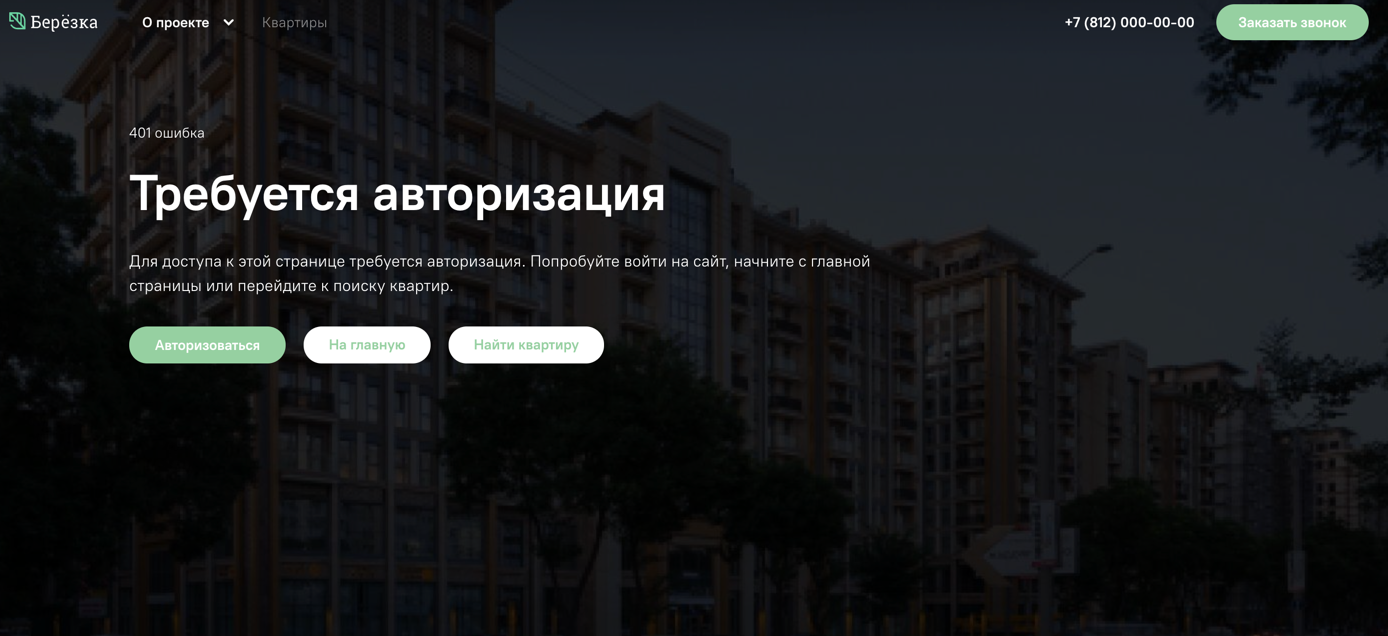 Берёзка
О проекте
Квартиры
+7 (812) 000-00-00
Заказать звонок
401 ошибка
Требуется авторизация
Для доступа к этой странице требуется авторизация. Попробуйте войти на сайт, начните с главной
страницы или перейдите к поиску квартир.
Авторизоваться
На главную
Найти квартиру